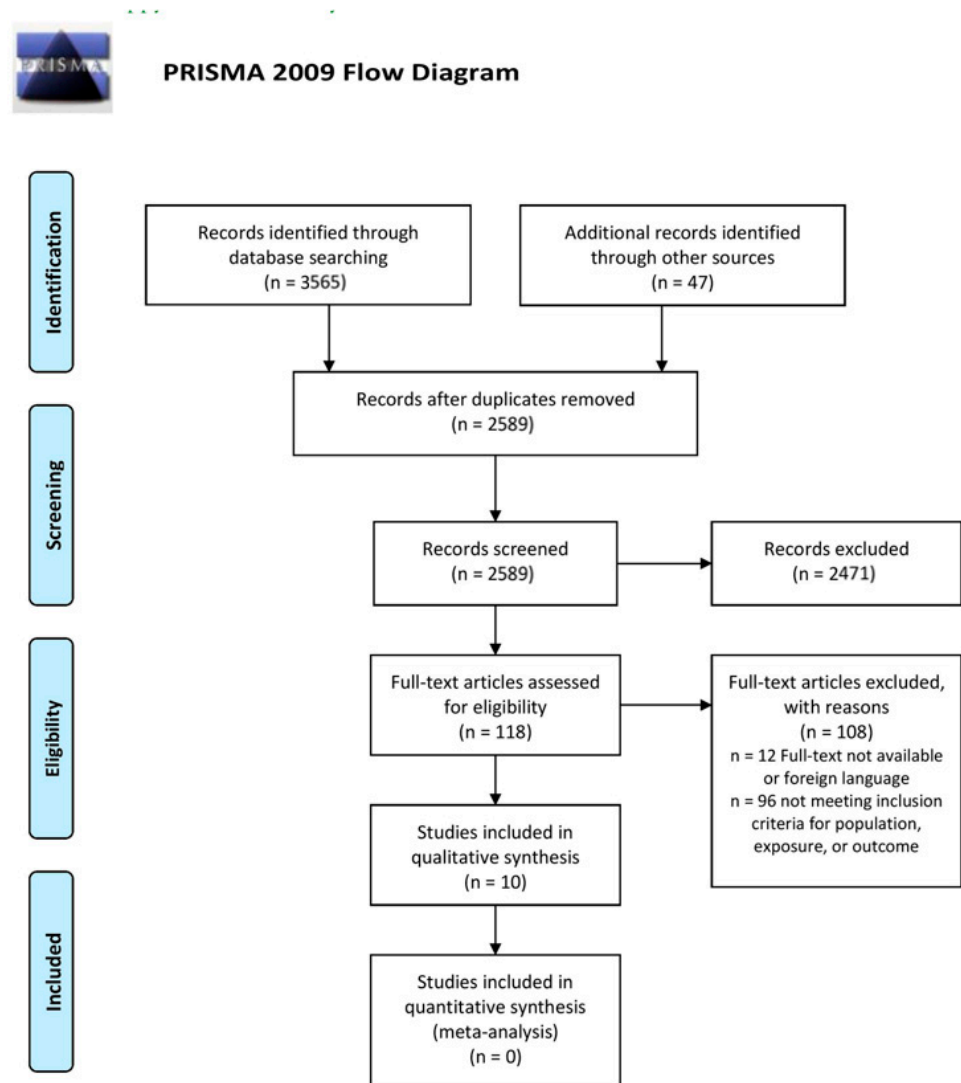 PRISMA
PRISMA 2009 Flow Diagram
Identification
Records identified through
database searching
(n = 3565)
Additional records identified
through other sources
(n = 47)
Records after duplicates removed
(n = 2589)
Screening
Records screened
(n = 2589)
Records excluded
(n = 2471)
Eligibility
Full-text articles assessed
for eligibility
(n = 118)
Full-text articles excluded,
with reasons
(n = 108)
n = 12 Full-text not available
or foreign language
n = 96 not meeting inclusion
criteria for population,
exposure, or outcome
Studies included in
qualitative synthesis
(n = 10)
Included
Studies included in
quantitative synthesis
(meta-analysis)
(n = 0)